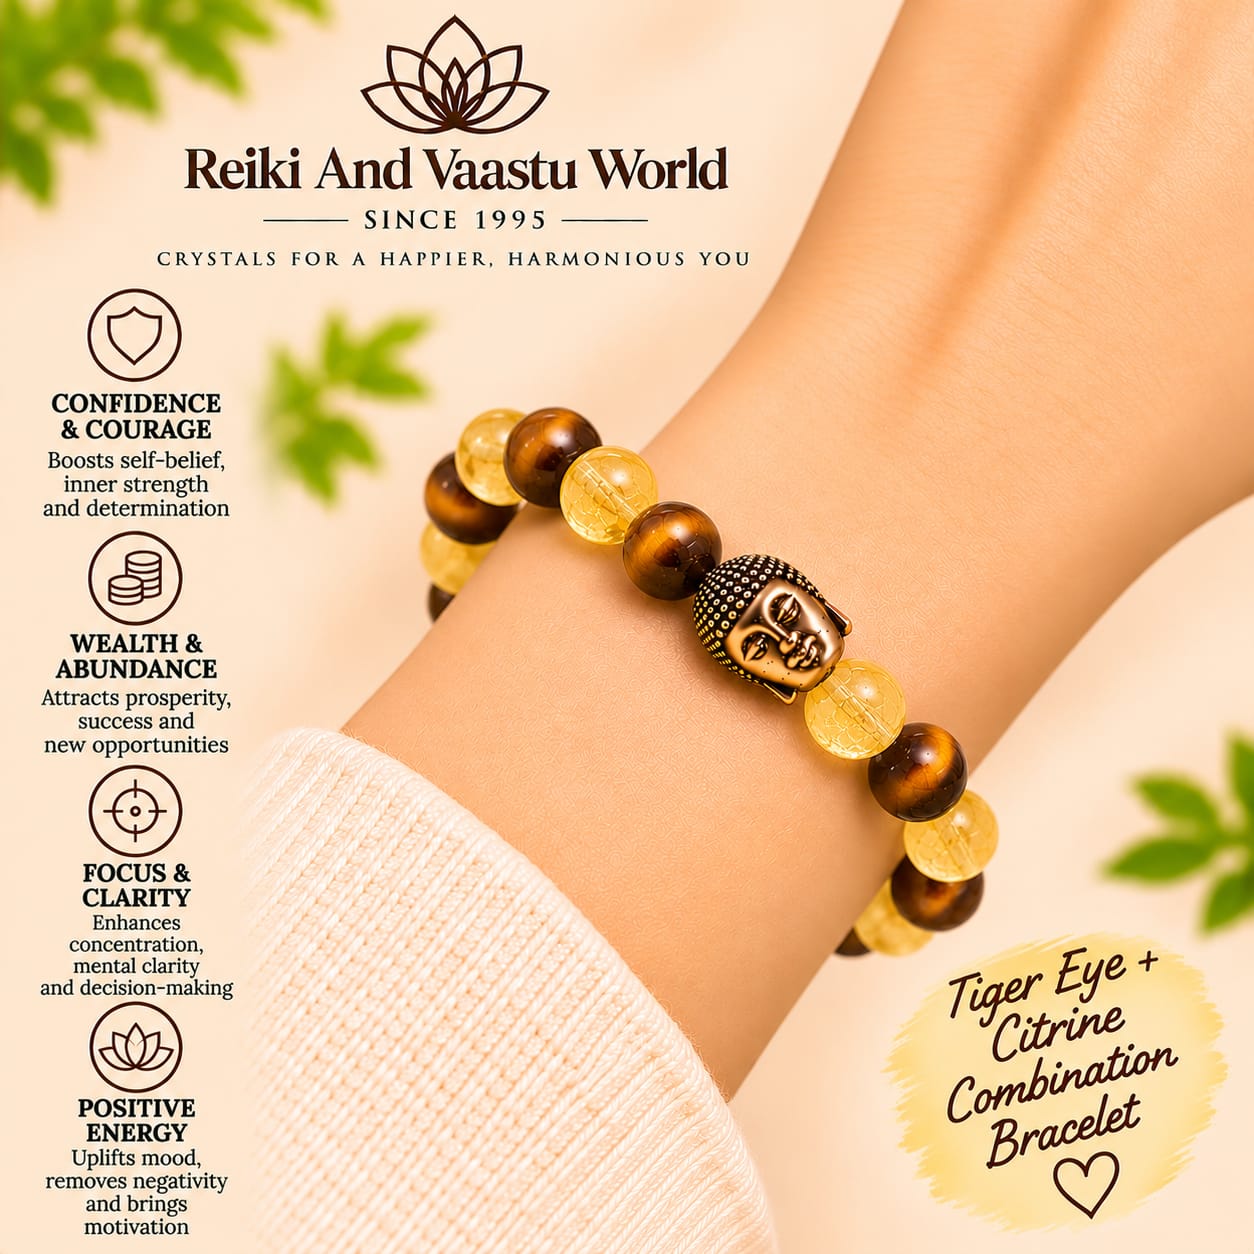 Reiki And Vaastu World
SINCE 1995
CRYSTALS FOR A HAPPIER, HARMONIOUS YOU
CONFIDENCE
& COURAGE
Boosts self-belief,
inner strength
and determination
WEALTH &
ABUNDANCE
Attracts prosperity,
success and
new opportunities
FOCUS &
CLARITY
Enhances
concentration,
mental clarity
and decision-making
POSITIVE
ENERGY
Uplifts mood,
removes negativity
and brings
motivation
Tiger Eye +
Citrine
Combination
Bracelet